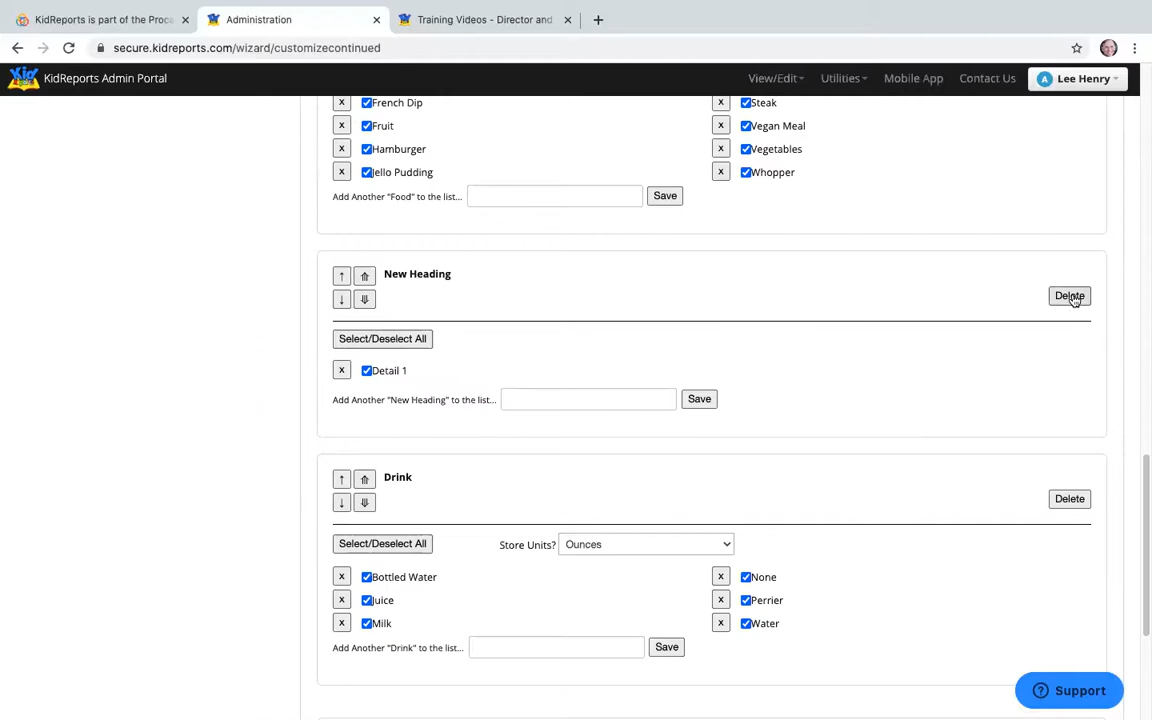 KidReports is part of the Proc
Administration
Training Videos - Director and
secure.kidreports.com/wizard/customizecontinued
KidReports Admin Portal
View/Edit
Utilities
Mobile App
Contact Us
A Lee Henry
x French Dip
x Steak
x Fruit
x Vegan Meal
x Hamburger
x Vegetables
x Jello Pudding
x Whopper
Add Another "Food" to the list... Save
↑ ⤊ New Heading
Delete
↓ ⤋
Select/Deselect All
x Detail 1
Add Another "New Heading" to the list... Save
↑ ⤊ Drink
Delete
↓ ⤋
Select/Deselect All Store Units? Ounces
x Bottled Water
x None
x Juice
x Perrier
x Milk
x Water
Add Another "Drink" to the list... Save
? Support